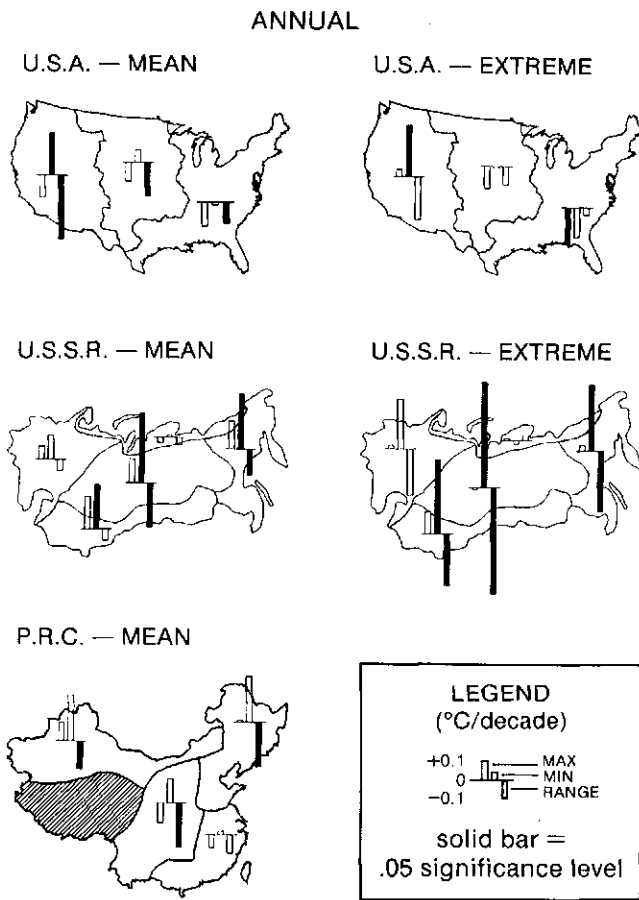 ANNUAL
U.S.A. — MEAN
U.S.A. — EXTREME
U.S.S.R. — MEAN
U.S.S.R. — EXTREME
P.R.C. — MEAN
LEGEND
(°C/decade)
+0.1
0
−0.1
MAX
MIN
RANGE
solid bar =
.05 significance level